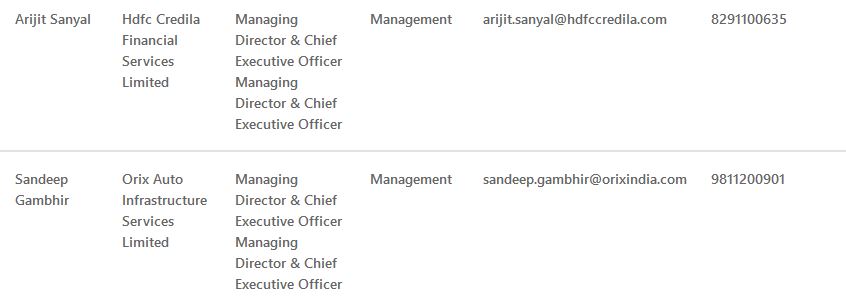 Arijit Sanyal Hdfc Credila Managing Management arijit.sanyal@hdfccredila.com 8291100635
Financial Director & Chief
Services Executive Officer
Limited Managing
Director & Chief
Executive Officer
Sandeep Orix Auto Managing Management sandeep.gambhir@orixindia.com 9811200901
Gambhir Infrastructure Director & Chief
Services Executive Officer
Limited Managing
Director & Chief
Executive Officer